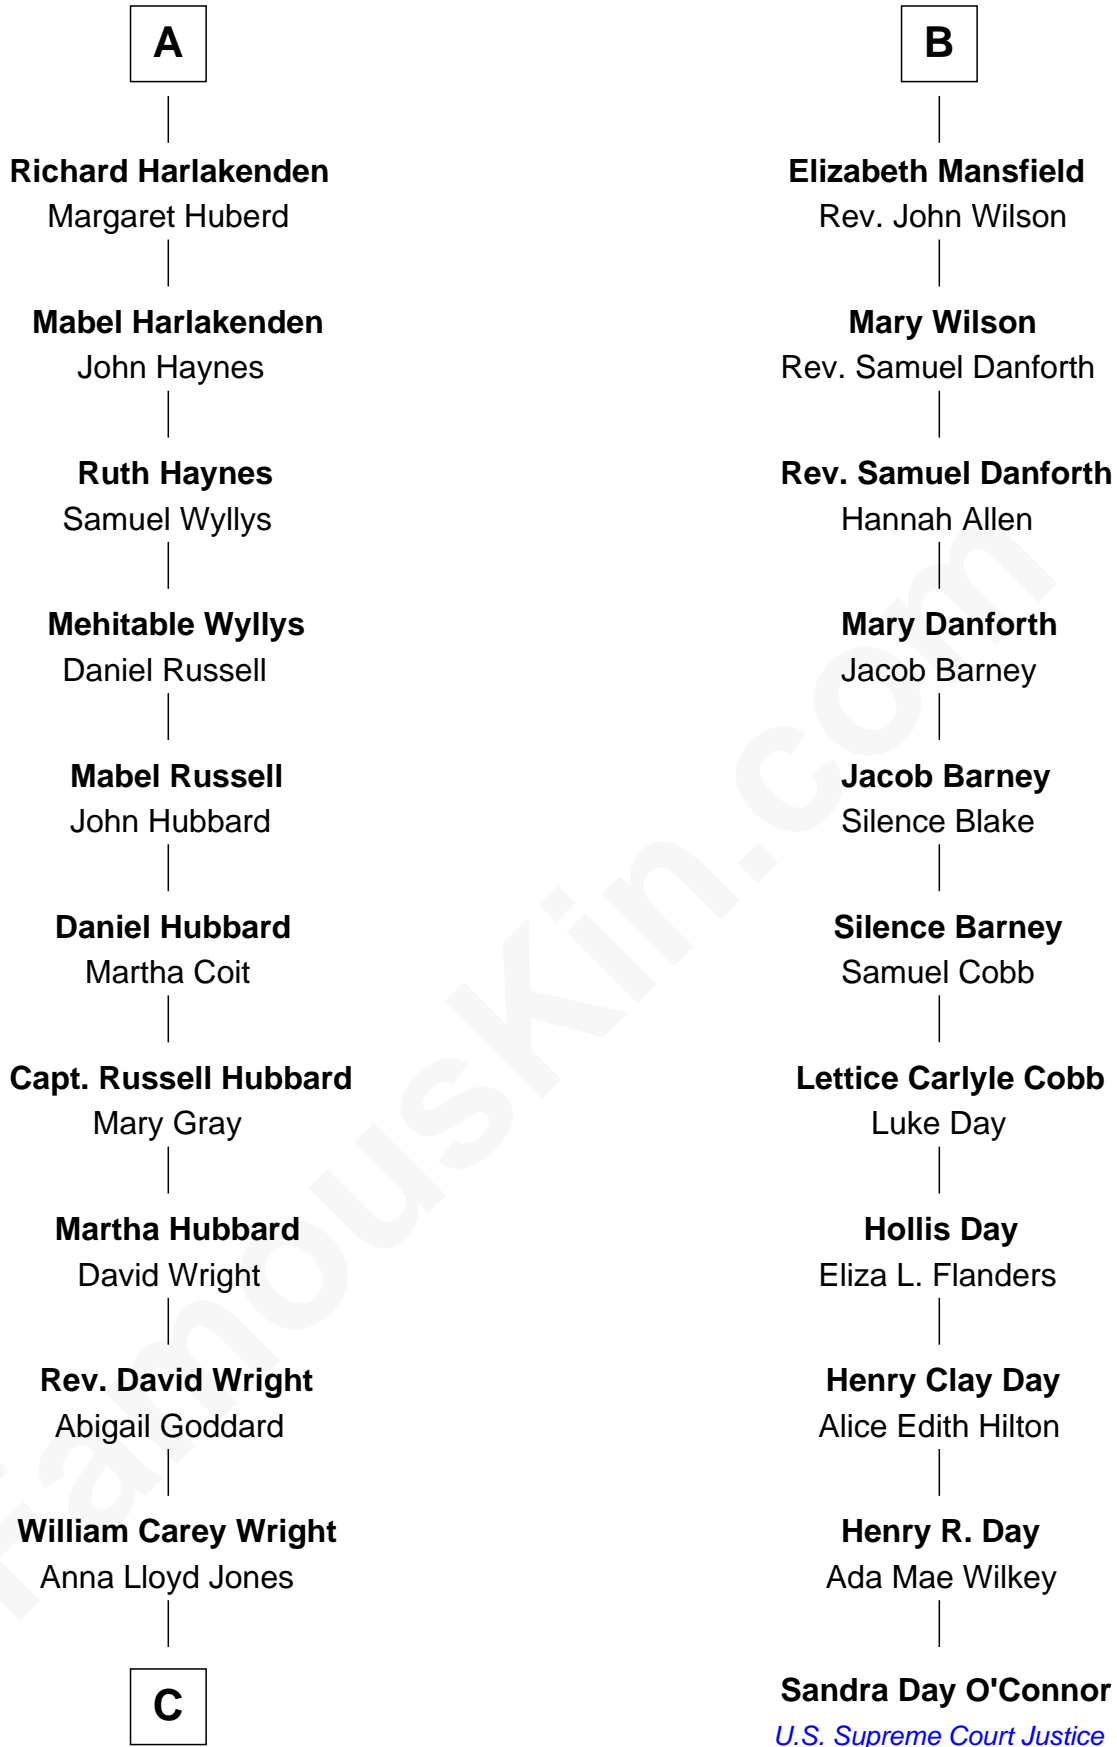 A
Richard Harlakenden
Margaret Huberd
Mabel Harlakenden
John Haynes
Ruth Haynes
Samuel Wyllys
Mehitable Wyllys
Daniel Russell
Mabel Russell
John Hubbard
Daniel Hubbard
Martha Coit
Capt. Russell Hubbard
Mary Gray
Martha Hubbard
David Wright
Rev. David Wright
Abigail Goddard
William Carey Wright
Anna Lloyd Jones
C
B
Elizabeth Mansfield
Rev. John Wilson
Mary Wilson
Rev. Samuel Danforth
Rev. Samuel Danforth
Hannah Allen
Mary Danforth
Jacob Barney
Jacob Barney
Silence Blake
Silence Barney
Samuel Cobb
Lettice Carlyle Cobb
Luke Day
Hollis Day
Eliza L. Flanders
Henry Clay Day
Alice Edith Hilton
Henry R. Day
Ada Mae Wilkey
Sandra Day O'Connor
U.S. Supreme Court Justice
FamousKin.com